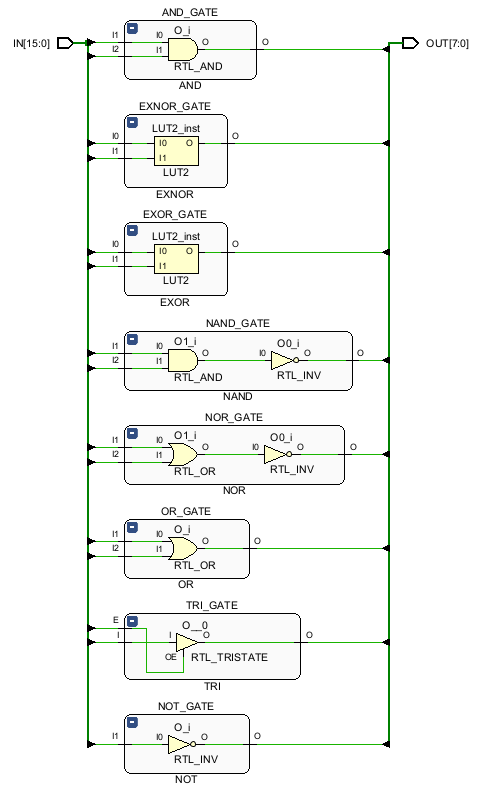 AND_GATE
IN[15:0]
OUT[7:0]
I1 I0 O_i O O
I2 I1
RTL_AND
AND
EXNOR_GATE
LUT2_inst
I0 I0 O O
I1 I1
LUT2
EXNOR
EXOR_GATE
LUT2_inst
I0 I0 O O
I1 I1
LUT2
EXOR
NAND_GATE
O1_i O0_i
I1 I0 O I0 O O
I2 I1
RTL_AND RTL_INV
NAND
NOR_GATE
O1_i O0_i
I1 I0 O I0 O O
I2 I1
RTL_OR RTL_INV
NOR
OR_GATE
O_i
I1 I0 O O
I2 I1
RTL_OR
OR
TRI_GATE
E O__0
I I O O
OE RTL_TRISTATE
TRI
NOT_GATE
O_i
I1 I0 O O
RTL_INV
NOT